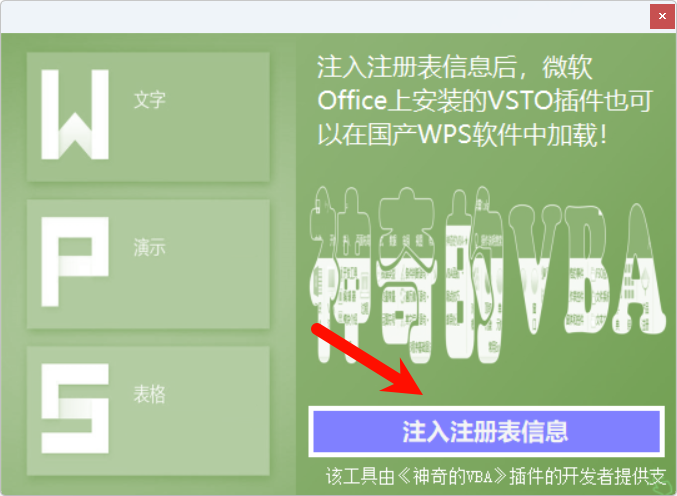 W
文字
P
演示
S
表格
注入注册表信息后，微软
Office上安装的VSTO插件也可
以在国产WPS软件中加载！
神奇的VBA
注入注册表信息
该工具由《神奇的VBA》插件的开发者提供支